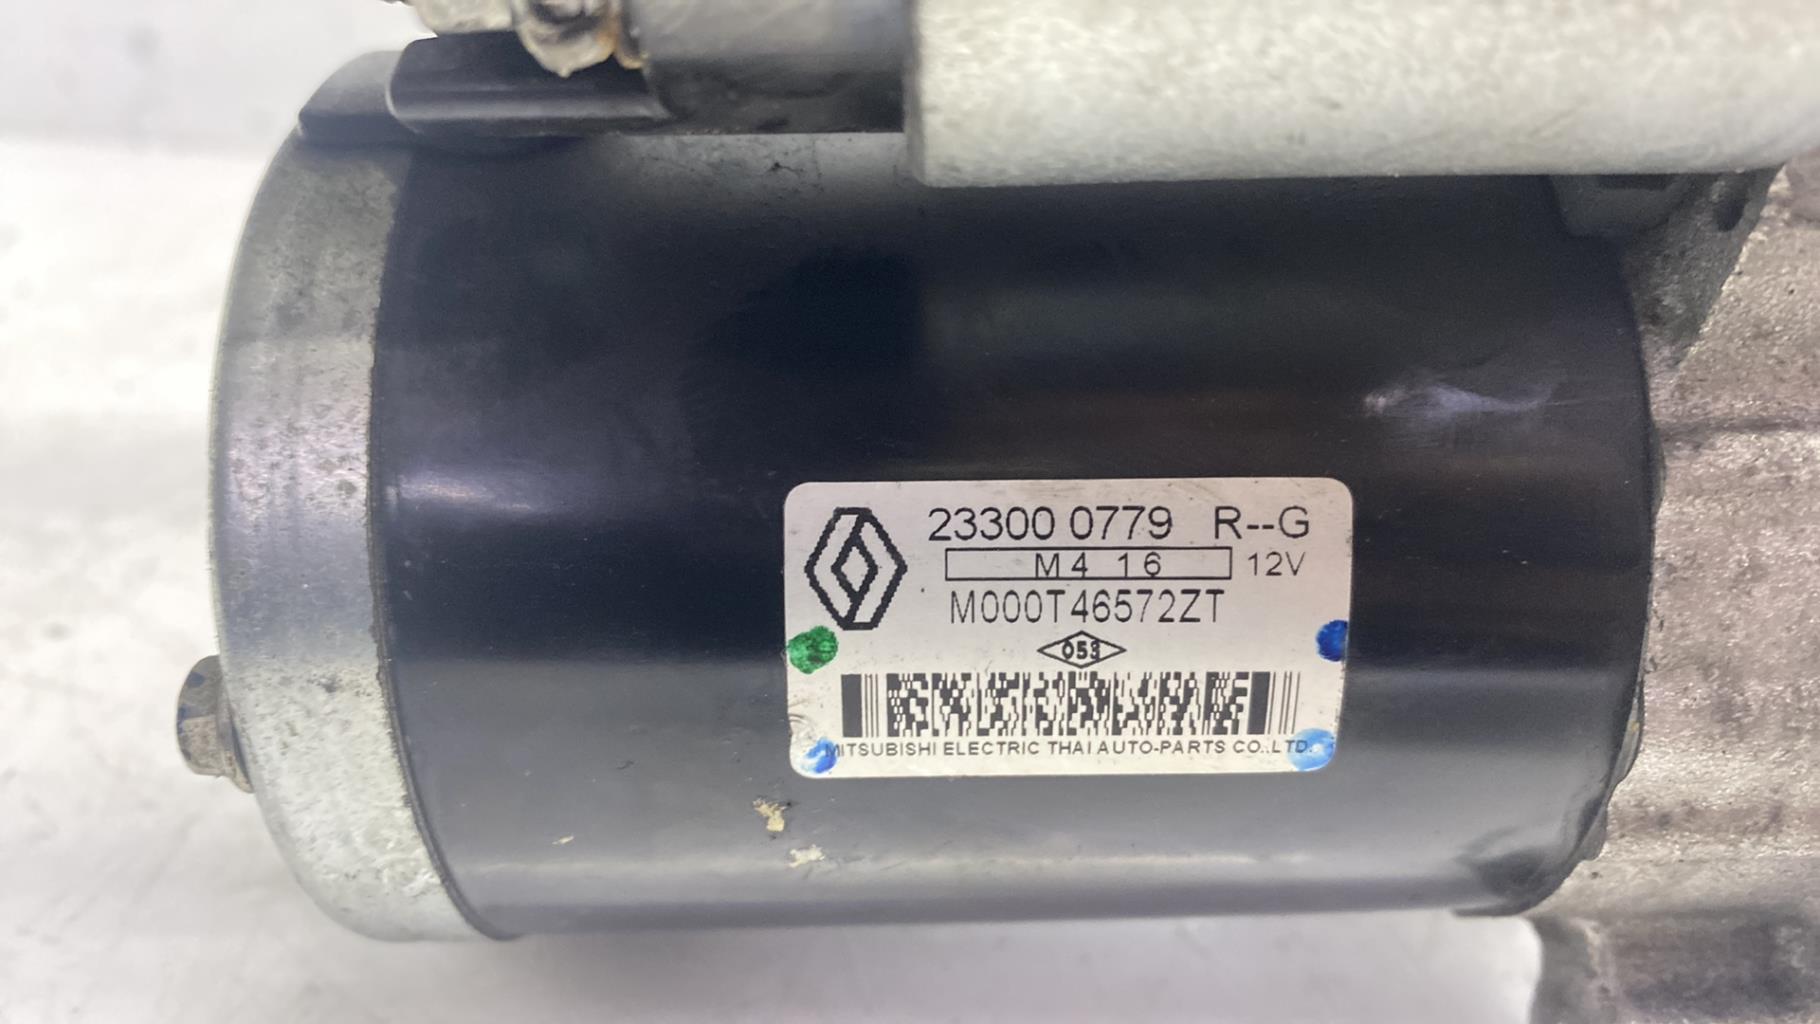 23300 0779 R--G
M4 16 12V
M000T46572ZT
053
MITSUBISHI ELECTRIC THAI AUTO-PARTS CO.,LTD.